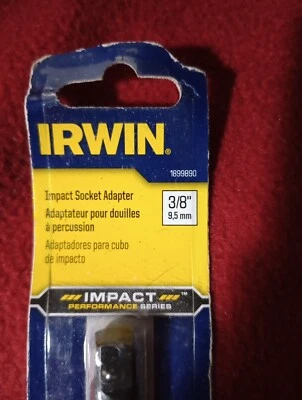 IRWIN®
1899890
Impact Socket Adapter
Adaptateur pour douilles
à percussion
Adaptadores para cubo
de impacto
3/8"
9,5 mm
IMPACT™
PERFORMANCE SERIES